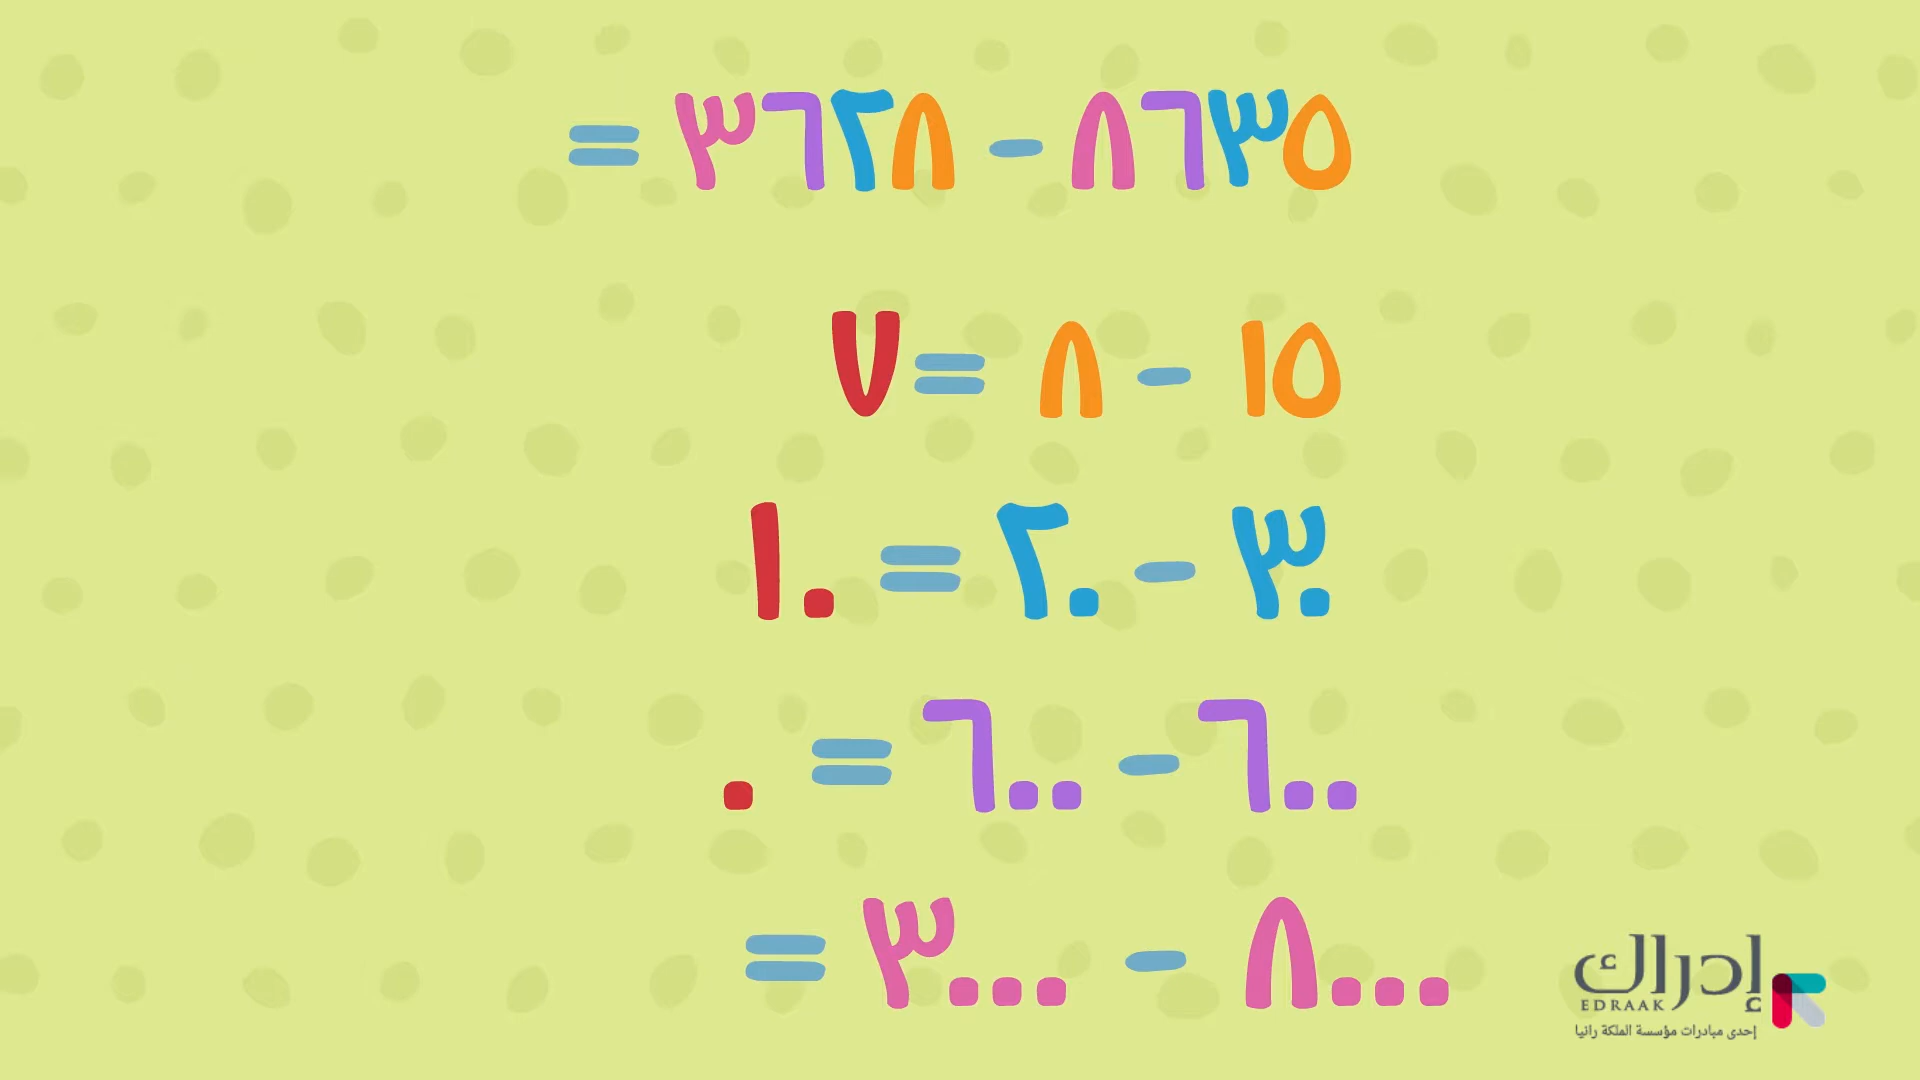 ٨٦٣٥ - ٣٦٢٨ =
١٥ - ٨ = ٧
٣٠ - ٢٠ = ١٠
٦٠٠ - ٦٠٠ = ٠
٨٠٠٠ - ٣٠٠٠ =
إدراك
EDRAAK
إحدى مبادرات مؤسسة الملكة رانيا